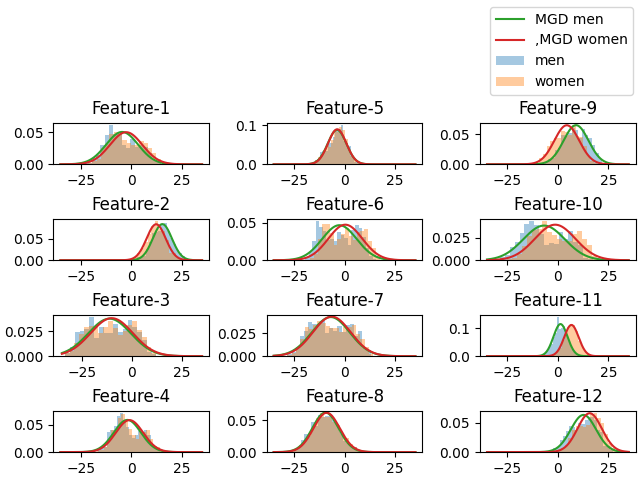 MGD men
,MGD women
men
women
Feature-1
0.05
0.00
−25 0 25
Feature-5
0.1
0.0
−25 0 25
Feature-9
0.05
0.00
−25 0 25
Feature-2
0.05
0.00
−25 0 25
Feature-6
0.05
0.00
−25 0 25
Feature-10
0.025
0.000
−25 0 25
Feature-3
0.025
0.000
−25 0 25
Feature-7
0.025
0.000
−25 0 25
Feature-11
0.1
0.0
−25 0 25
Feature-4
0.05
0.00
−25 0 25
Feature-8
0.05
0.00
−25 0 25
Feature-12
0.05
0.00
−25 0 25